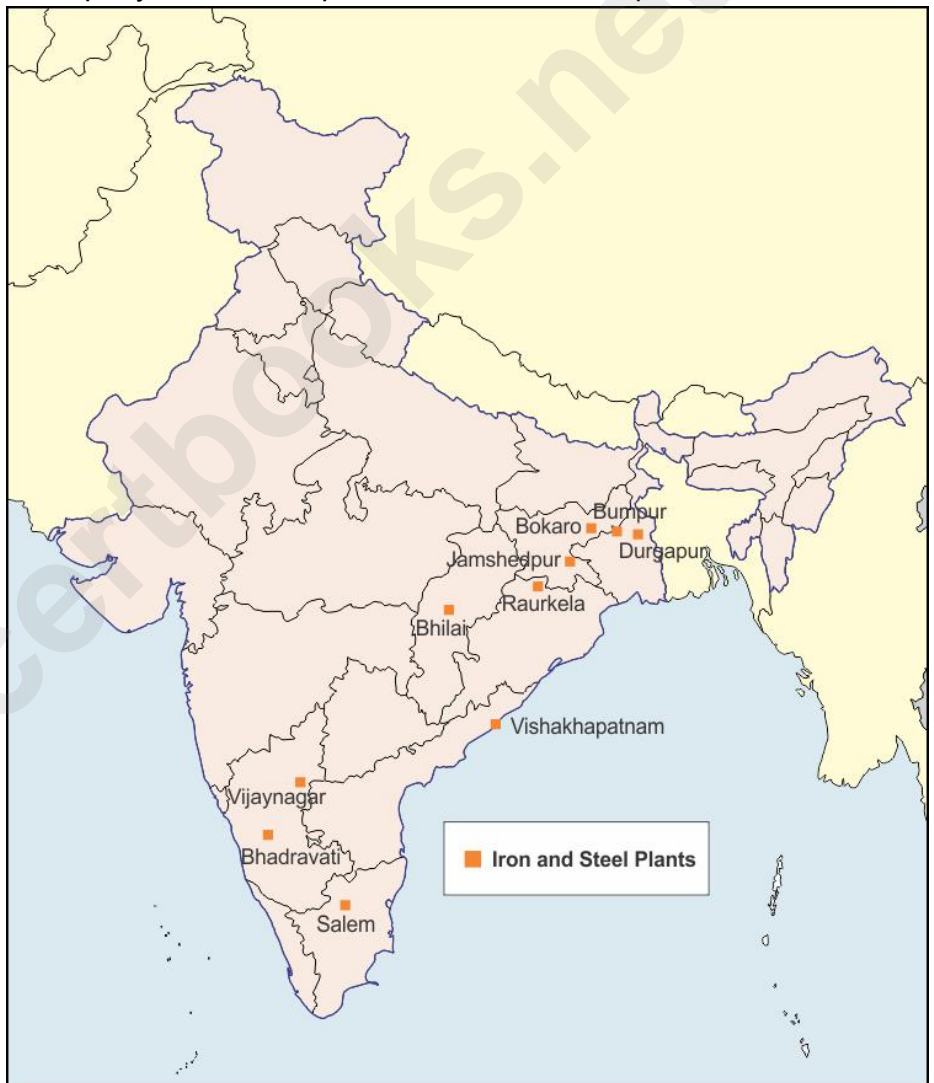 Bumpur
Bokaro
Durgapur
Jamshedpur
Raurkela
Bhilai
Vishakhapatnam
Vijaynagar
Bhadravati
Iron and Steel Plants
Salem